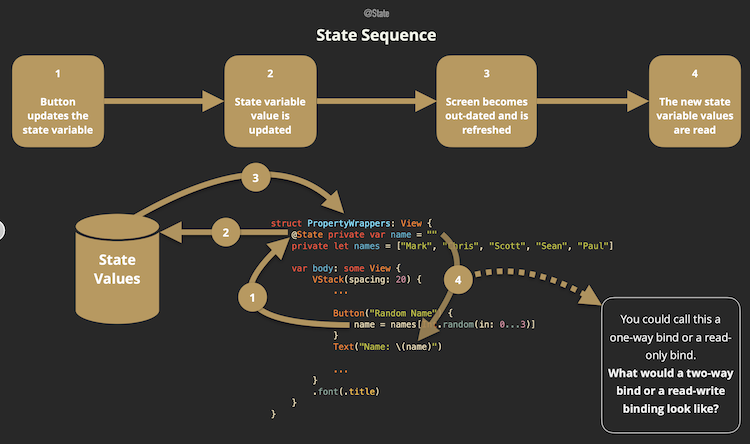 @State
State Sequence
1
Button
updates the
state variable
2
State variable
value is
updated
3
Screen becomes
out-dated and is
refreshed
4
The new state
variable values
are read
3
2
1
4
State
Values
struct PropertyWrappers: View {
@State private var name = ""
private let names = ["Mark", "hris", "Scott", "Sean", "Paul"]
var body: some View {
VStack(spacing: 20) {
...
Button("Random Name" {
name = names[ .random(in: 0...3)]
}
Text("Name: \(name)")
...
}
.font(.title)
}
}
You could call this a
one-way bind or a read-
only bind.
What would a two-way
bind or a read-write
binding look like?